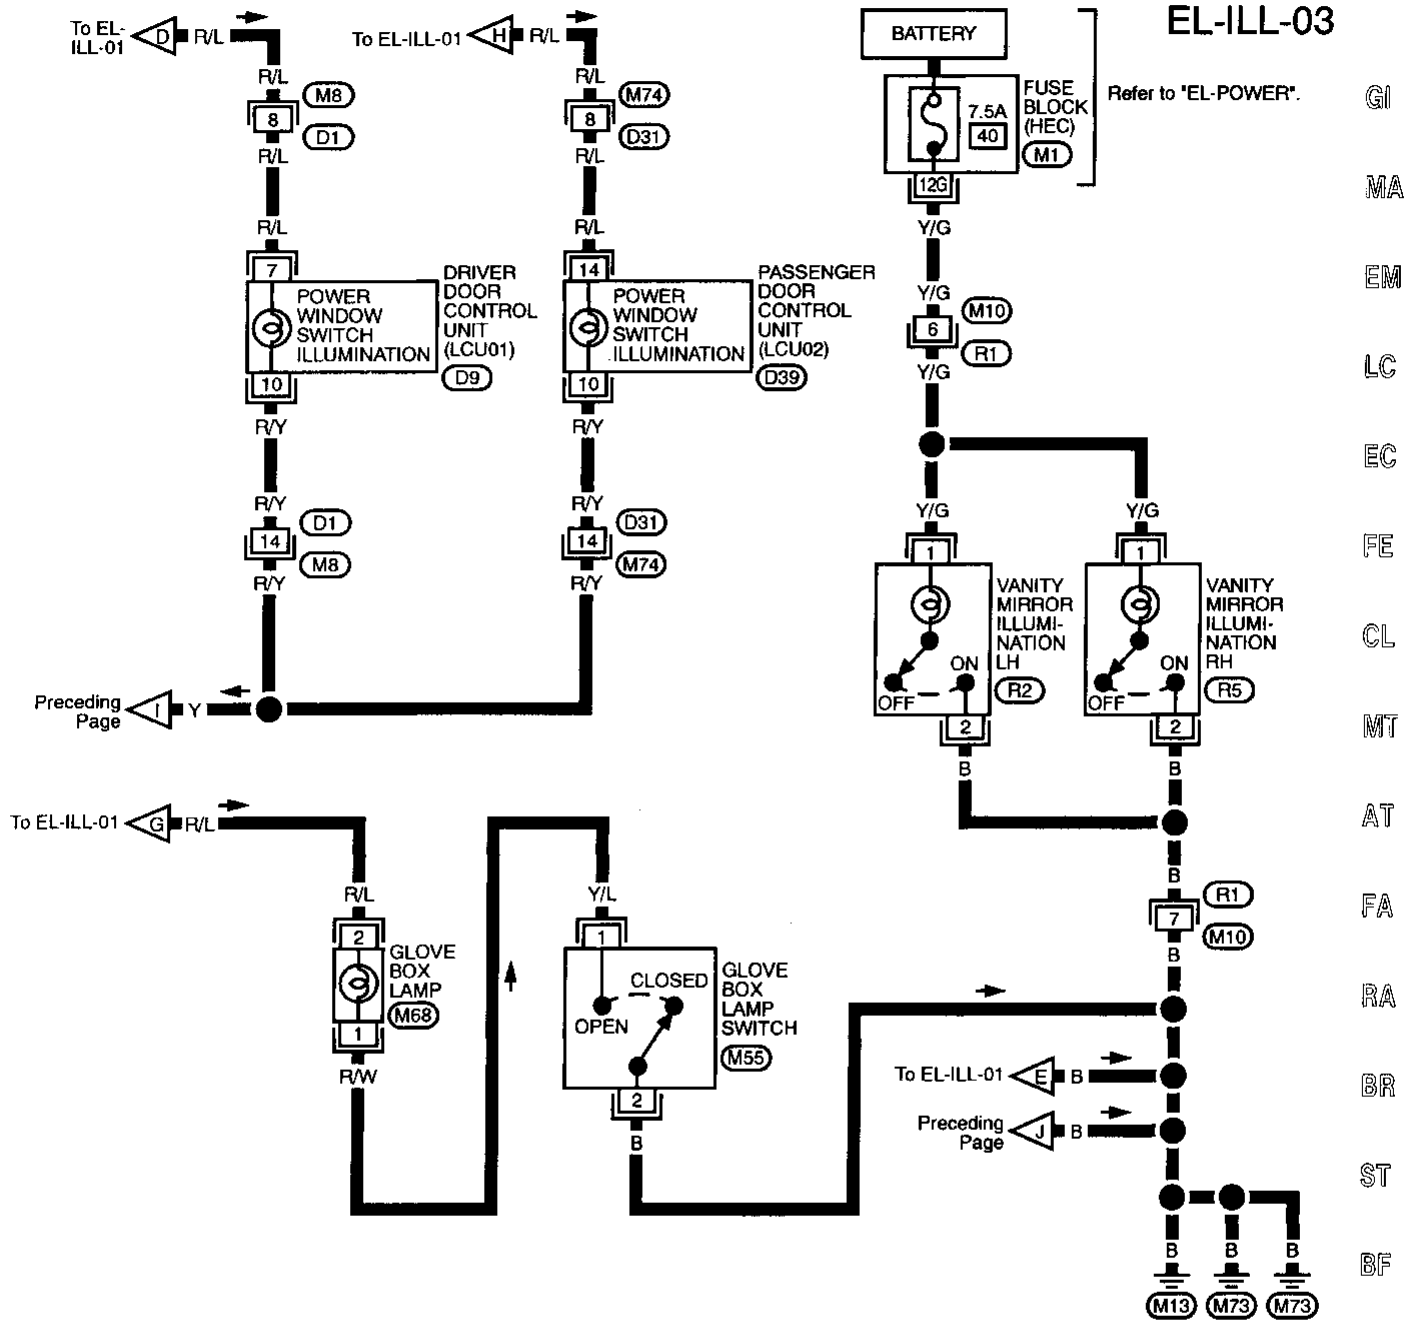 EL-ILL-03
To EL-
ILL-01
D
R/L
R/L
M8
8
D1
R/L
R/L
7
POWER
WINDOW
SWITCH
ILLUMINATION
DRIVER
DOOR
CONTROL
UNIT
(LCU01)
D9
10
R/Y
R/Y
D1
14
M8
R/Y
Preceding
Page
I
Y
To EL-ILL-01
H
R/L
R/L
M74
8
D31
R/L
R/L
14
POWER
WINDOW
SWITCH
ILLUMINATION
PASSENGER
DOOR
CONTROL
UNIT
(LCU02)
D39
10
R/Y
R/Y
D31
14
M74
R/Y
BATTERY
7.5A
40
FUSE
BLOCK
(HEC)
M1
Refer to "EL-POWER".
12G
Y/G
Y/G
M10
6
R1
Y/G
Y/G
Y/G
1
OFF
ON
VANITY
MIRROR
ILLUMI-
NATION
LH
R2
2
B
1
OFF
ON
VANITY
MIRROR
ILLUMI-
NATION
RH
R5
2
B
B
R1
7
M10
B
To EL-ILL-01
G
R/L
R/L
2
GLOVE
BOX
LAMP
M68
1
R/W
Y/L
1
CLOSED
OPEN
GLOVE
BOX
LAMP
SWITCH
M55
2
B
To EL-ILL-01
E
B
Preceding
Page
J
B
B
B
B
M13
M73
M73
GI
MA
EM
LC
EC
FE
CL
MT
AT
FA
RA
BR
ST
BF